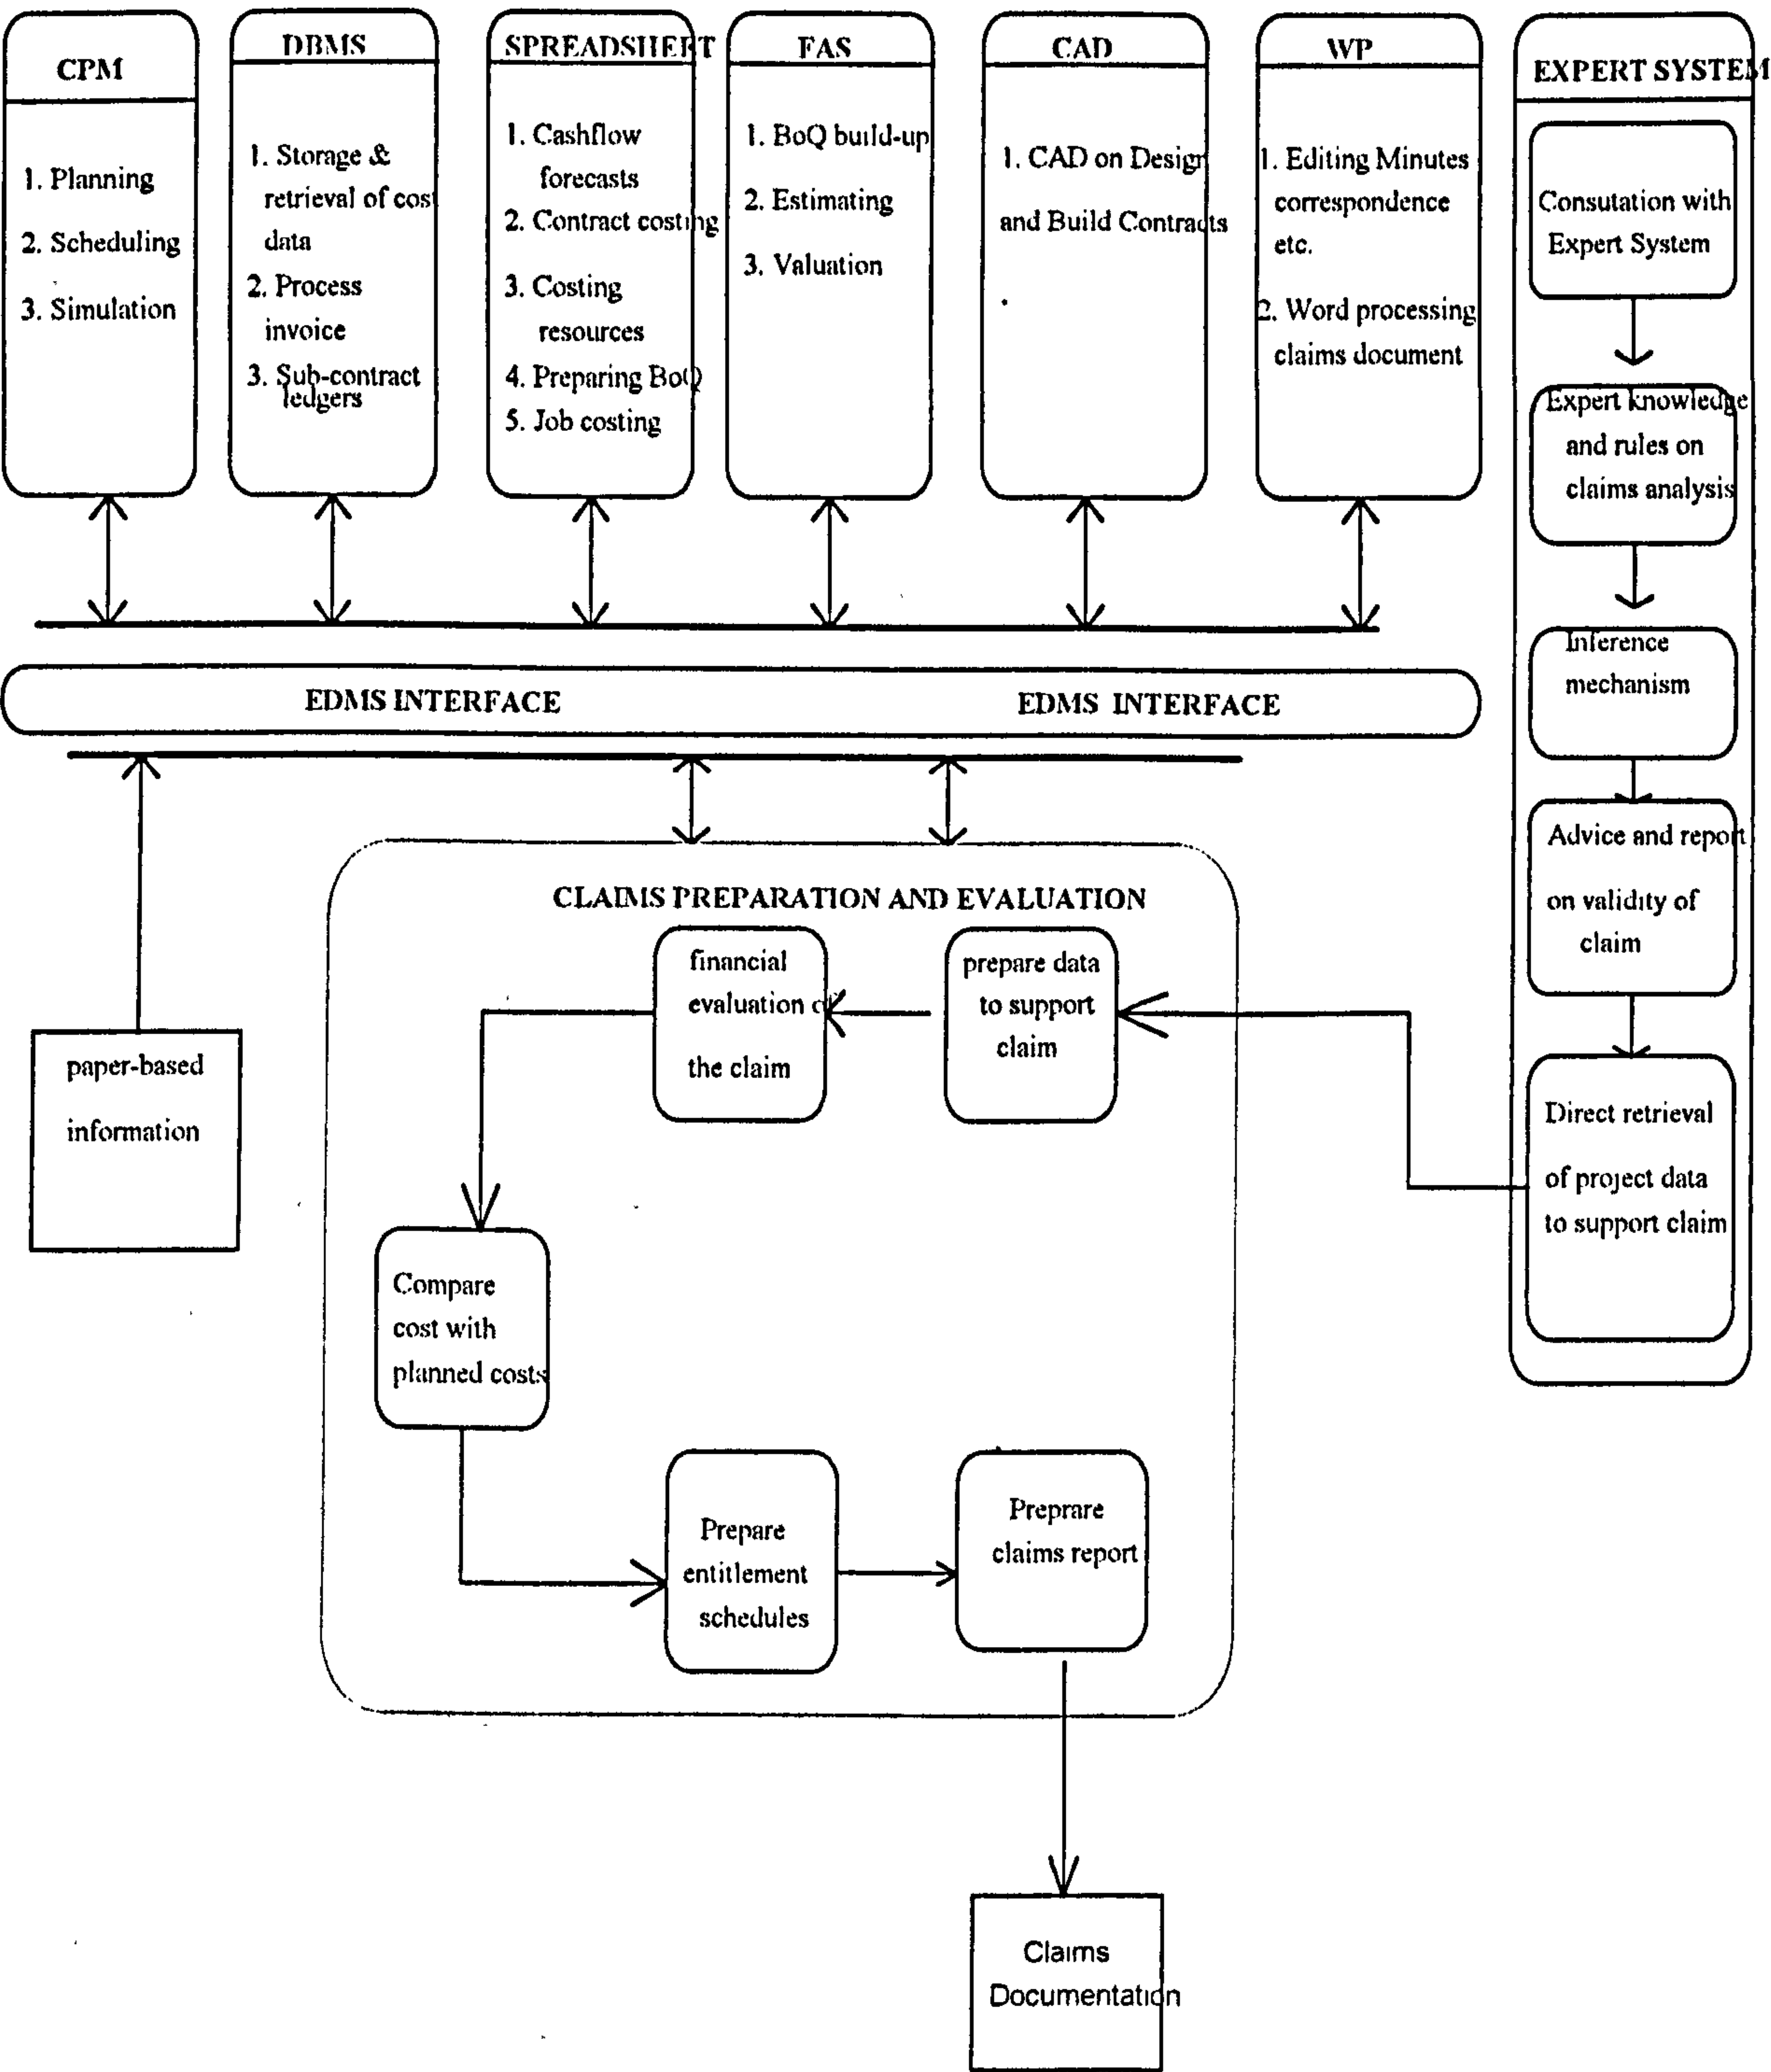 CPM
1. Planning
2. Scheduling
3. Simulation
DBMS
1. Storage &
retrieval of cost
data
2. Process
invoice
3. Sub-contract
ledgers
SPREADSHEET
1. Cashflow
forecasts
2. Contract costing
3. Costing
resources
4. Preparing BoQ
5. Job costing
FAS
1. BoQ build-up
2. Estimating
3. Valuation
CAD
1. CAD on Design
and Build Contracts
WP
1. Editing Minutes
correspondence
etc.
2. Word processing
claims document
EXPERT SYSTEM
Consutation with
Expert System
Expert knowledge
and rules on
claims analysis
Inference
mechanism
Advice and report
on validity of
claim
Direct retrieval
of project data
to support claim
EDMS INTERFACE
EDMS INTERFACE
paper-based
information
CLAIMS PREPARATION AND EVALUATION
prepare data
to support
claim
financial
evaluation of
the claim
Compare
cost with
planned costs
Prepare
entitlement
schedules
Preprare
claims report
Claims
Documentation